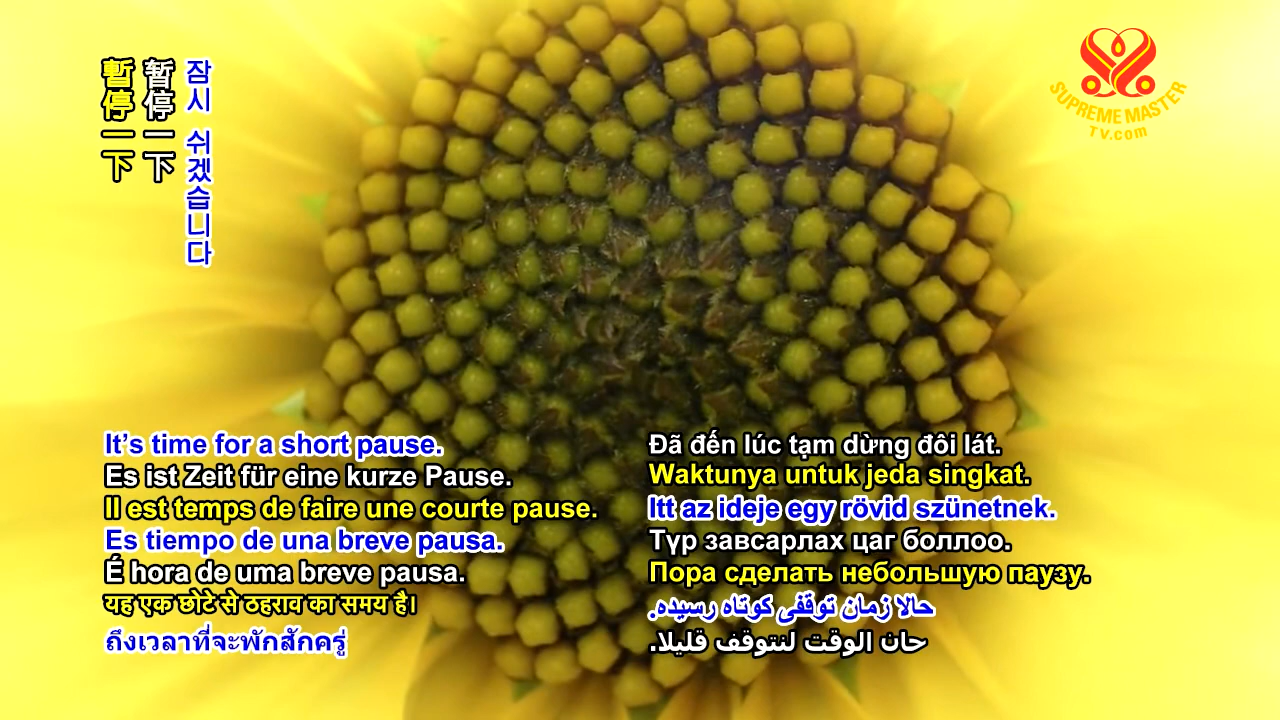 暫停一下
暂停一下
잠시 쉬겠습니다
SUPREME MASTER
TV.com
It’s time for a short pause.
Es ist Zeit für eine kurze Pause.
Il est temps de faire une courte pause.
Es tiempo de una breve pausa.
É hora de uma breve pausa.
यह एक छोटे से ठहराव का समय है।
ถึงเวลาที่จะพักสักครู่
Đã đến lúc tạm dừng đôi lát.
Waktunya untuk jeda singkat.
Itt az ideje egy rövid szünetnek.
Түр завсарлах цаг боллоо.
Пора сделать небольшую паузу.
حالا زمان توقفی کوتاه رسیده.
حان الوقت لنتوقف قليلا.